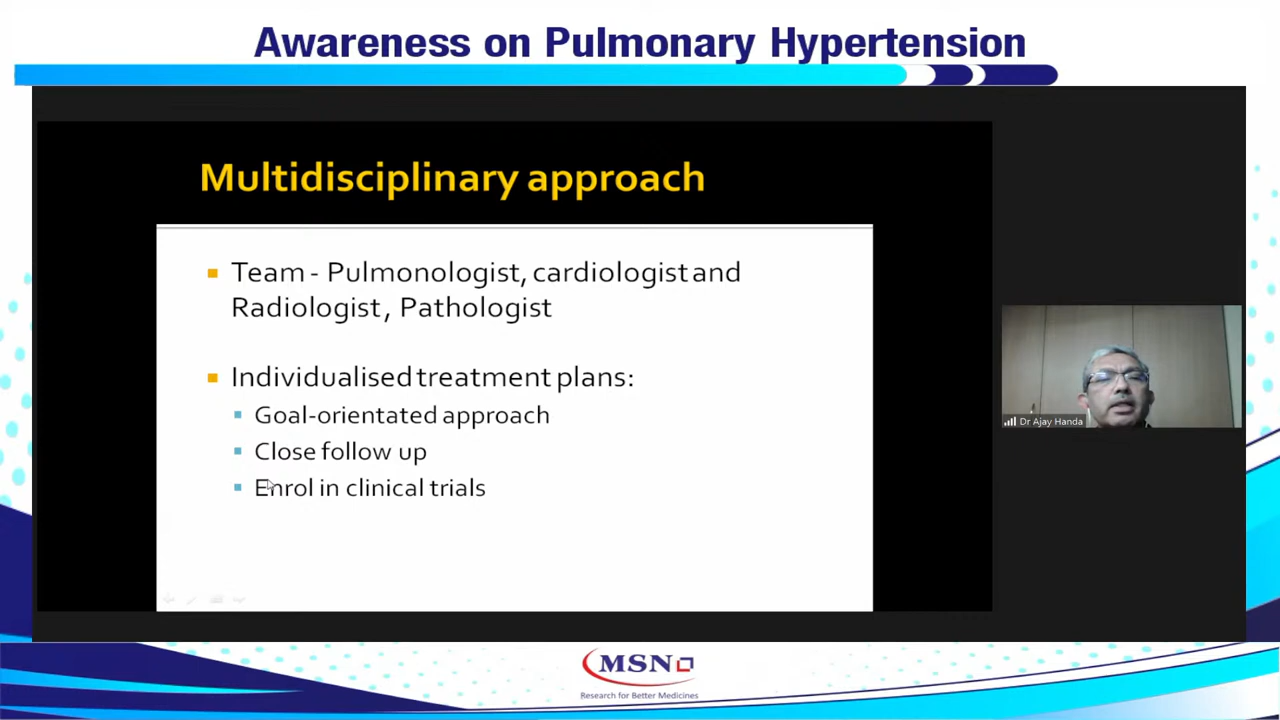 Awareness on Pulmonary Hypertension
Multidisciplinary approach
Team - Pulmonologist, cardiologist and
Radiologist , Pathologist
Individualised treatment plans:
Goal-orientated approach
Close follow up
Enrol in clinical trials
Dr Ajay Handa
MSN
Research for Better Medicines